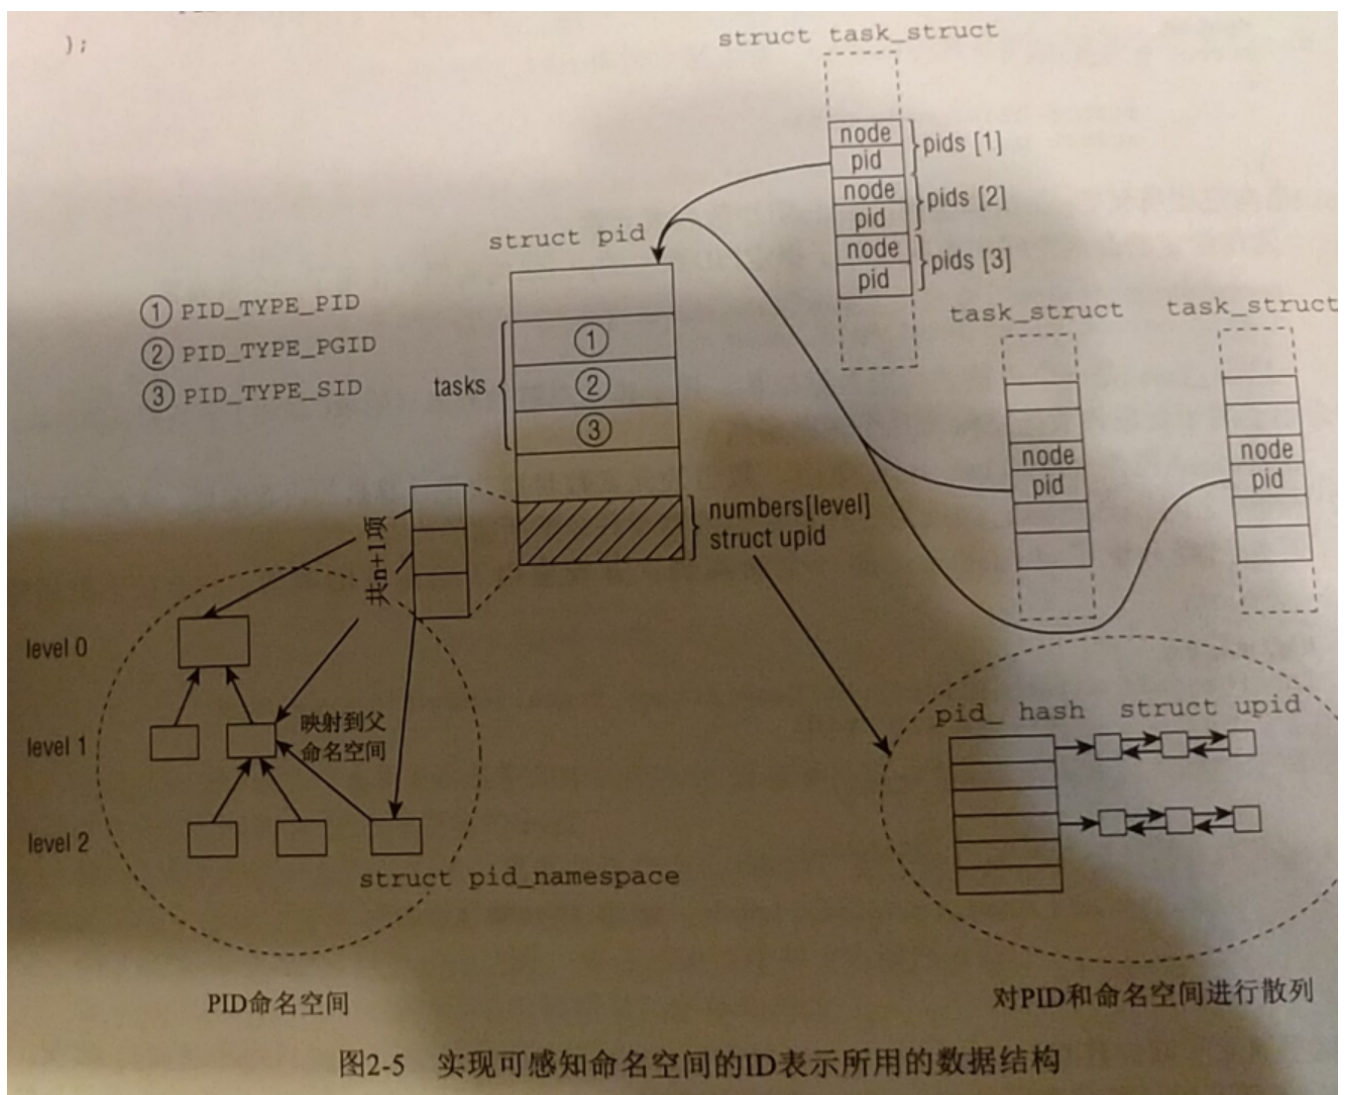 );
struct task_struct
node
pid
pids [1]
node
pid
pids [2]
node
pid
pids [3]
struct pid
① PID_TYPE_PID
② PID_TYPE_PGID
③ PID_TYPE_SID
tasks
①
②
③
task_struct
task_struct
node
pid
node
pid
numbers[level]
struct upid
共n+1项
level 0
level 1
level 2
映射到父
命名空间
struct pid_namespace
pid_ hash
struct upid
PID命名空间
对PID和命名空间进行散列
图2-5 实现可感知命名空间的ID表示所用的数据结构